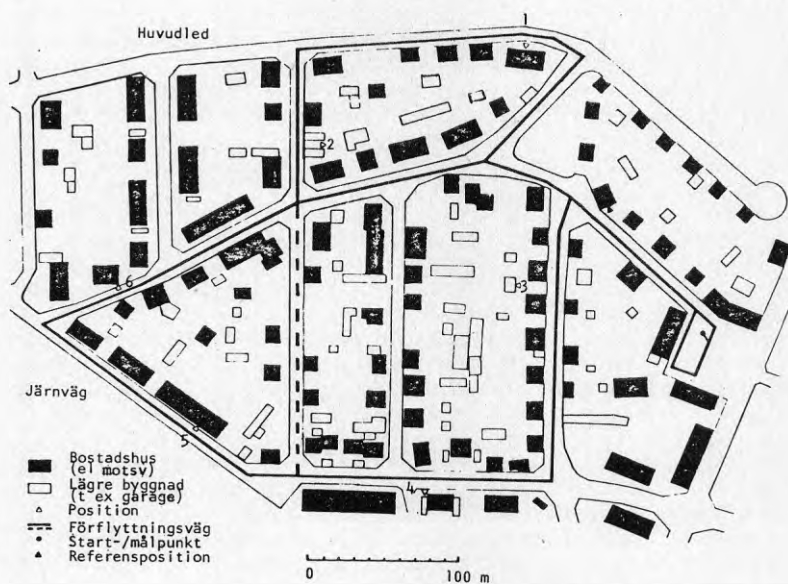 1
Huvudled
2
3
6
Järnväg
5
4
Bostadshus
(el motsv)
Lägre byggnad
(t ex garage)
Position
Förflyttningsväg
Start-/målpunkt
Referensposition
0 100 m